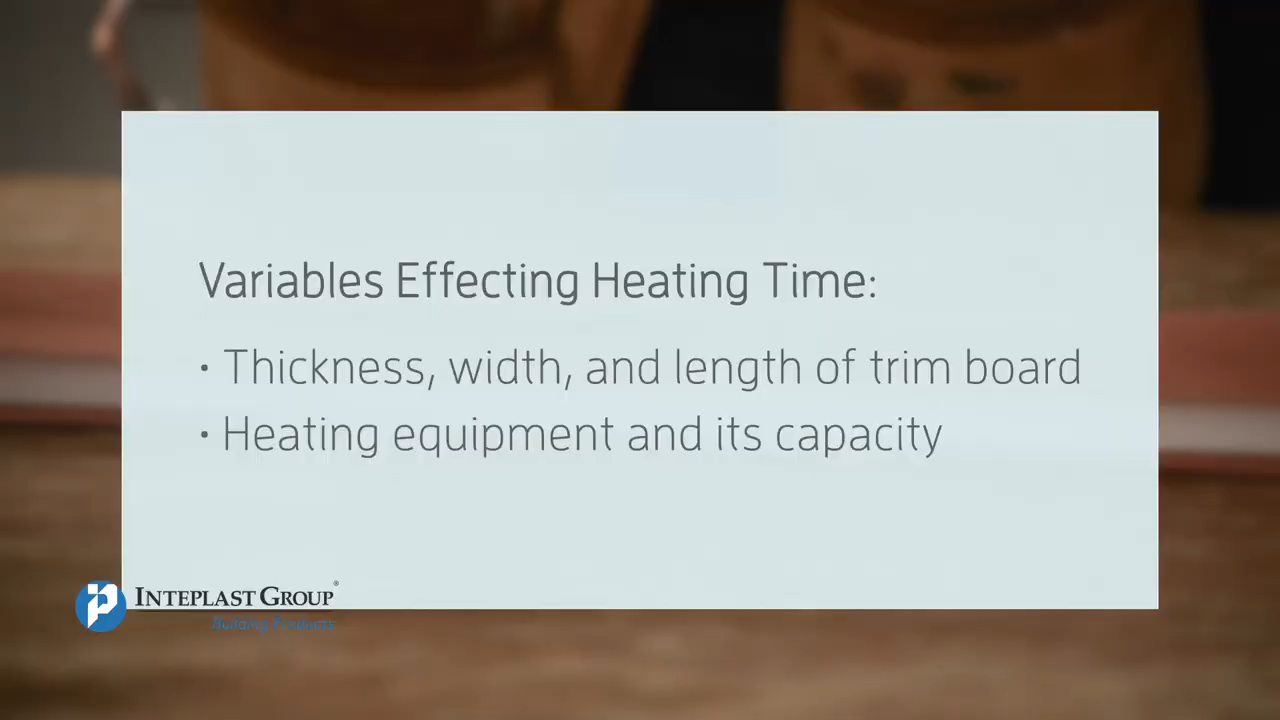 Variables Effecting Heating Time:
· Thickness, width, and length of trim board
· Heating equipment and its capacity
INTEPLAST GROUP®
Building Products